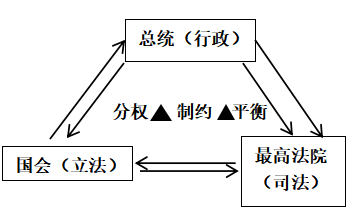 总统（行政）
分权▲ 制约 ▲平衡
国会（立法）
最高法院
（司法）